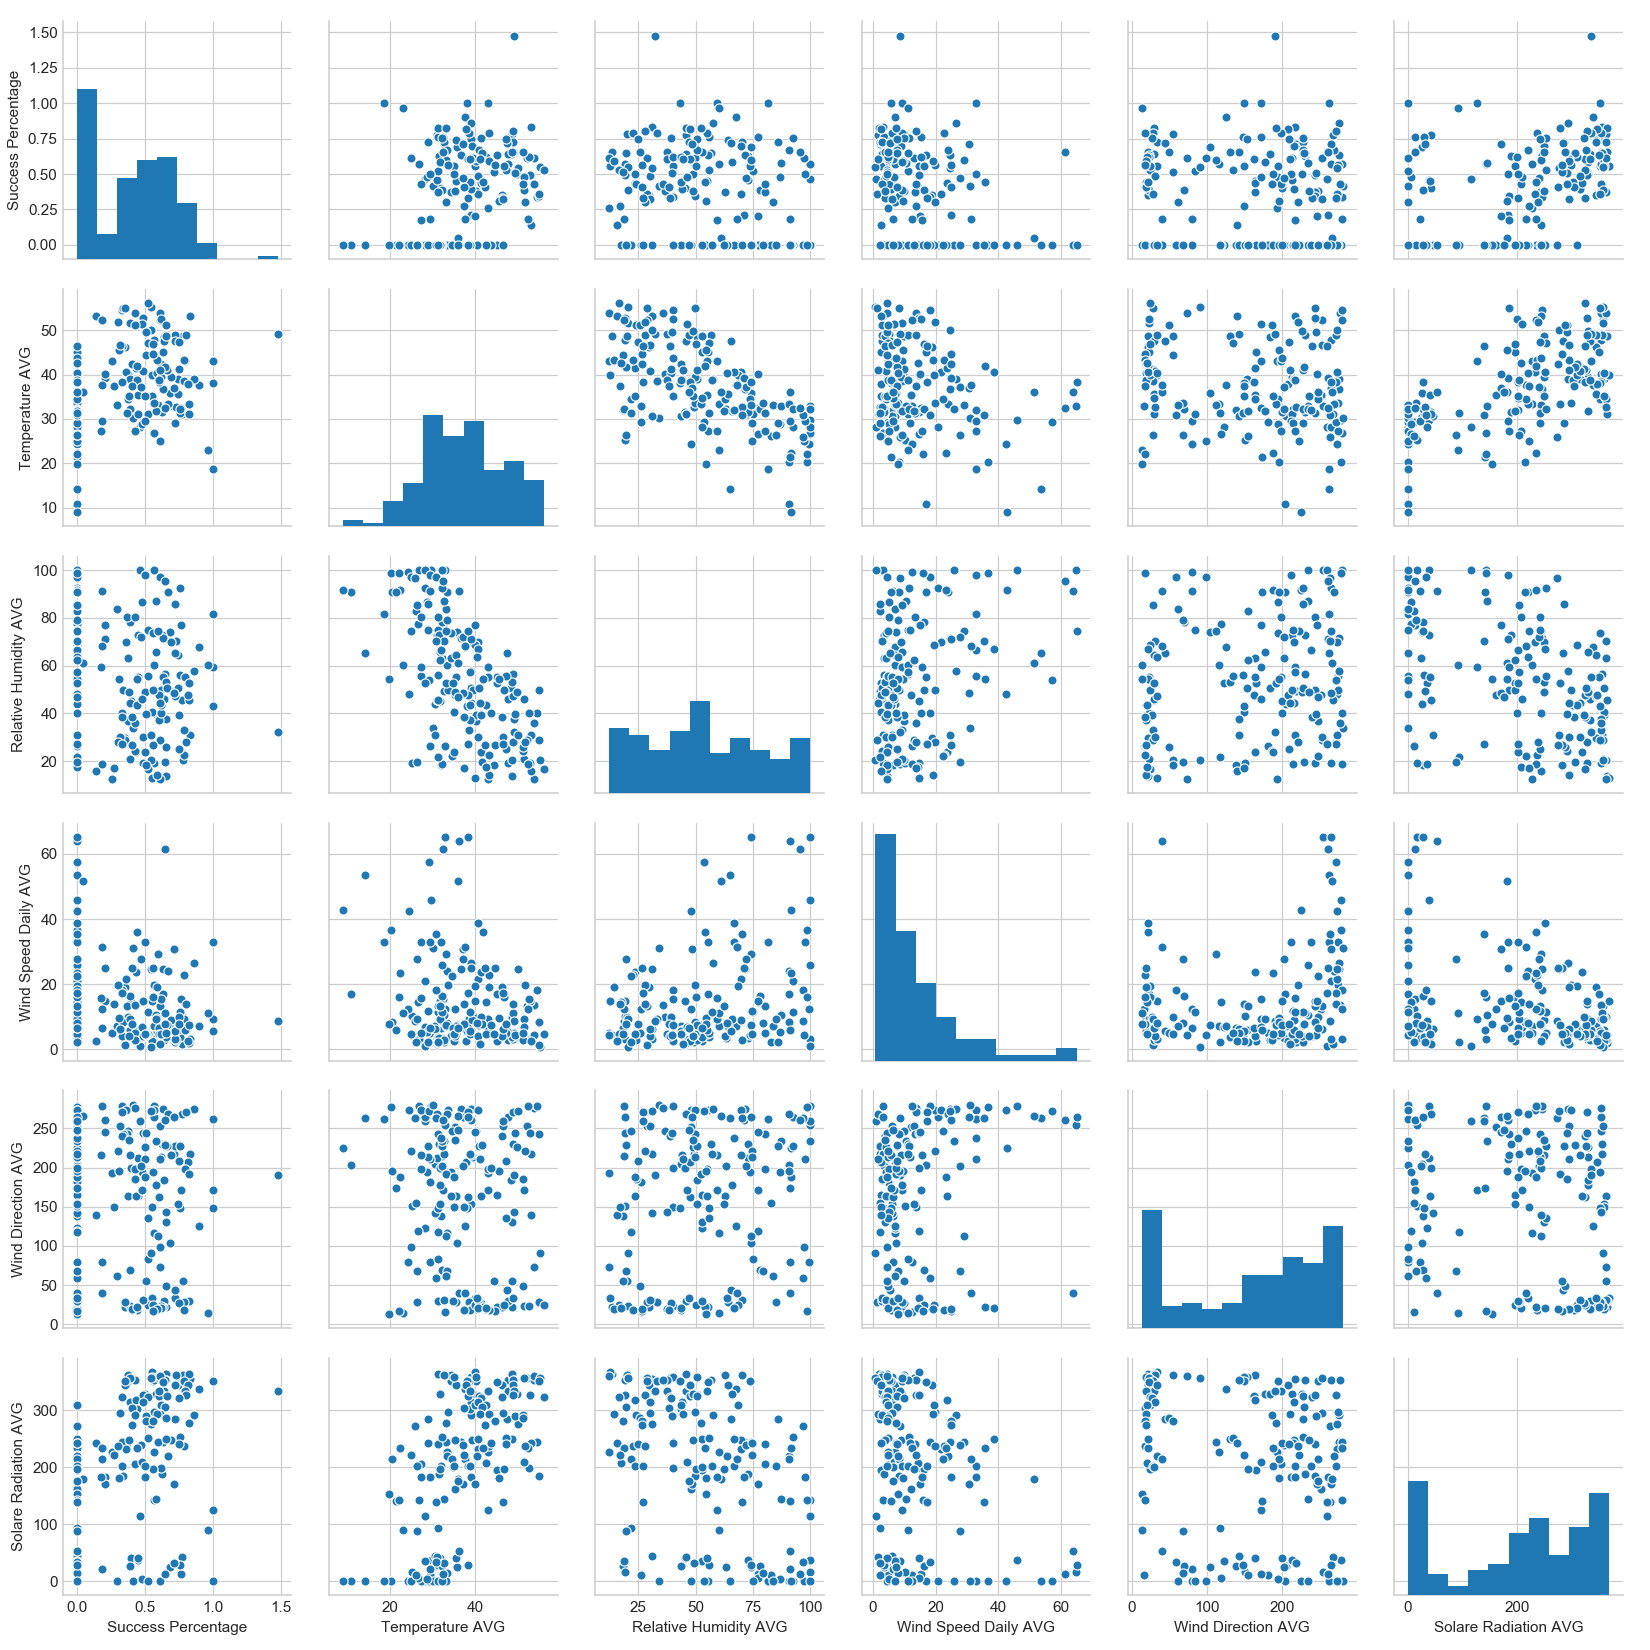 1.50
1.25
1.00
0.75
0.50
0.25
0.00
Success Percentage
50
40
30
20
10
Temperature AVG
100
80
60
40
20
Relative Humidity AVG
60
40
20
0
Wind Speed Daily AVG
250
200
150
100
50
0
Wind Direction AVG
300
200
100
0
Solare Radiation AVG
0.0 0.5 1.0 1.5
Success Percentage
20 40
Temperature AVG
25 50 75 100
Relative Humidity AVG
0 20 40 60
Wind Speed Daily AVG
0 100 200
Wind Direction AVG
0 200
Solare Radiation AVG